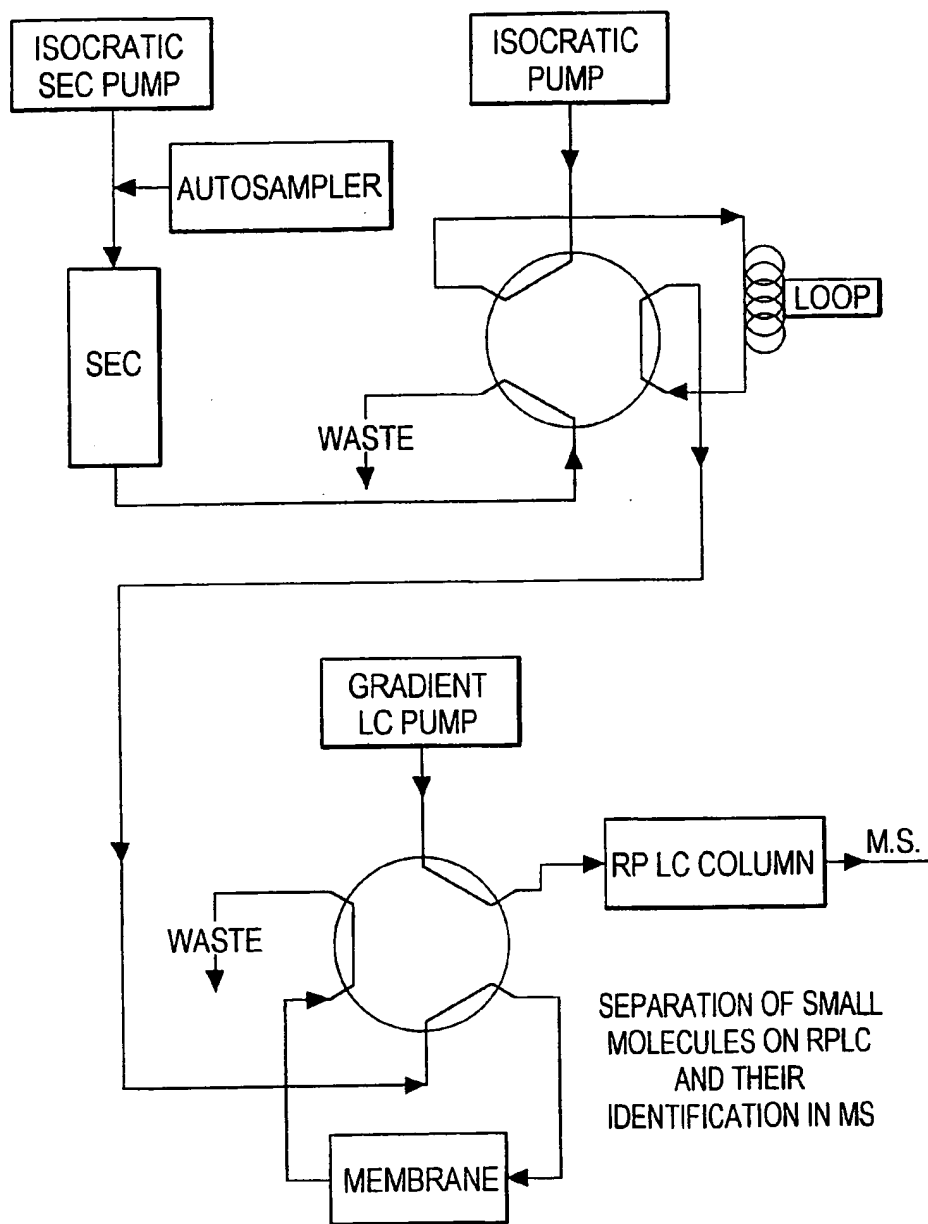 ISOCRATIC
SEC PUMP
ISOCRATIC
PUMP
AUTOSAMPLER
SEC
LOOP
WASTE
GRADIENT
LC PUMP
RP LC COLUMN
M.S.
WASTE
SEPARATION OF SMALL
MOLECULES ON RPLC
AND THEIR
IDENTIFICATION IN MS
MEMBRANE